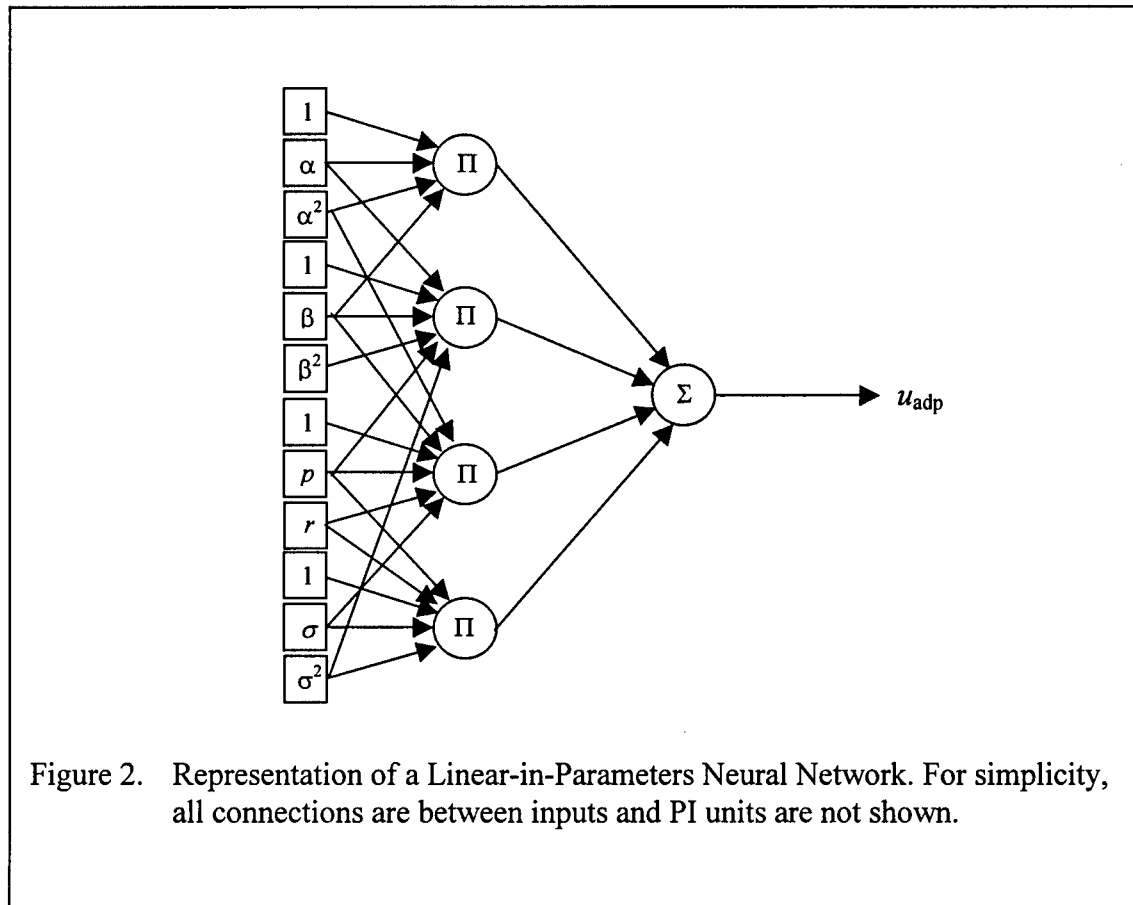 1
α
α²
1
β
β²
1
p
r
1
σ
σ²
Π
Π
Π
Π
Σ
u_adp
Figure 2. Representation of a Linear-in-Parameters Neural Network. For simplicity,
all connections are between inputs and PI units are not shown.